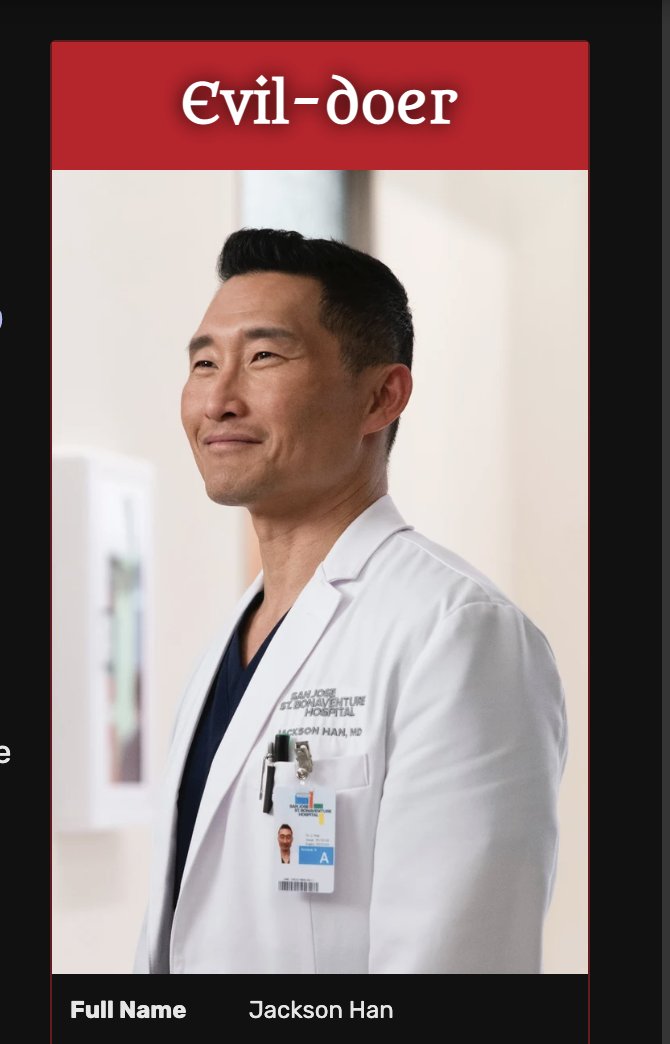 Evil-doer
e
SAN JOSE
ST. BONAVENTURE
HOSPITAL
JACKSON HAN, MD
SAN JOSE
ST. BONAVENTURE
HOSPITAL
A
Full Name Jackson Han